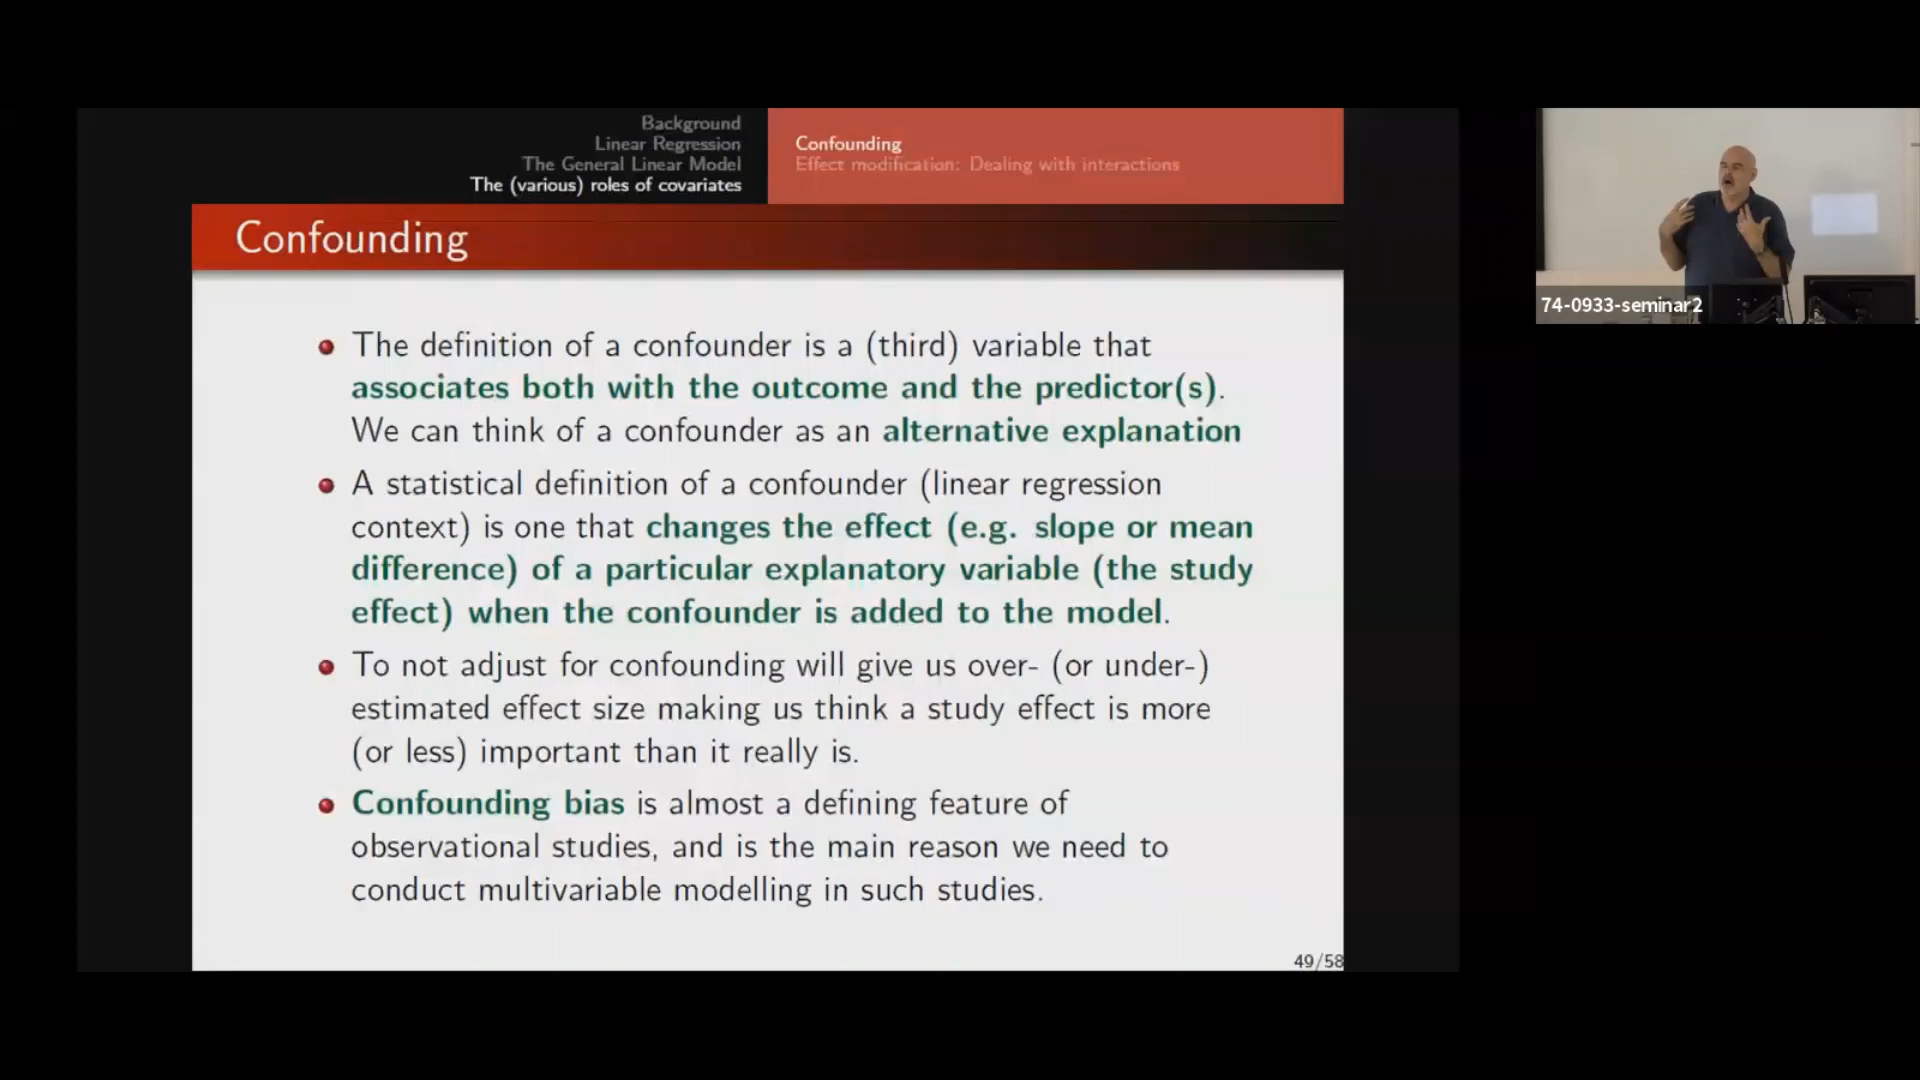 Background
Linear Regression
The General Linear Model
The (various) roles of covariates
Confounding
Effect modification: Dealing with interactions
Confounding
The definition of a confounder is a (third) variable that
associates both with the outcome and the predictor(s).
We can think of a confounder as an alternative explanation
A statistical definition of a confounder (linear regression
context) is one that changes the effect (e.g. slope or mean
difference) of a particular explanatory variable (the study
effect) when the confounder is added to the model.
To not adjust for confounding will give us over- (or under-)
estimated effect size making us think a study effect is more
(or less) important than it really is.
Confounding bias is almost a defining feature of
observational studies, and is the main reason we need to
conduct multivariable modelling in such studies.
49/58
74-0933-seminar2